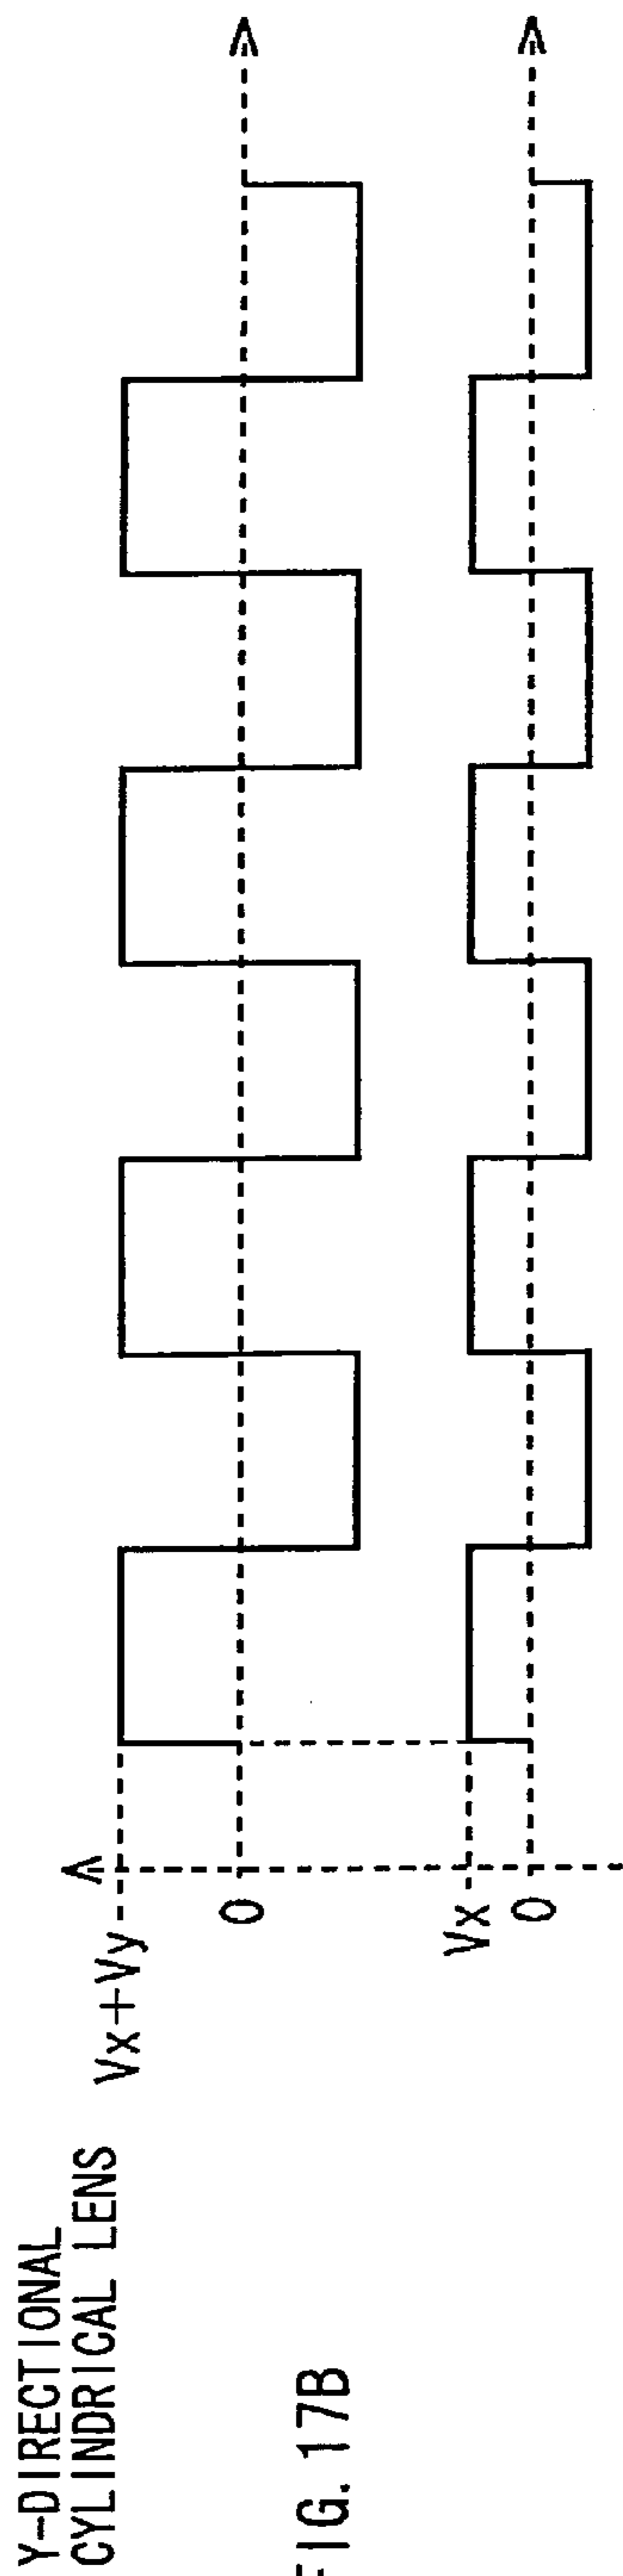 Y-DIRECTIONAL
CYLINDRICAL LENS
Vx+Vy
0
Vx
0
FIG. 17B